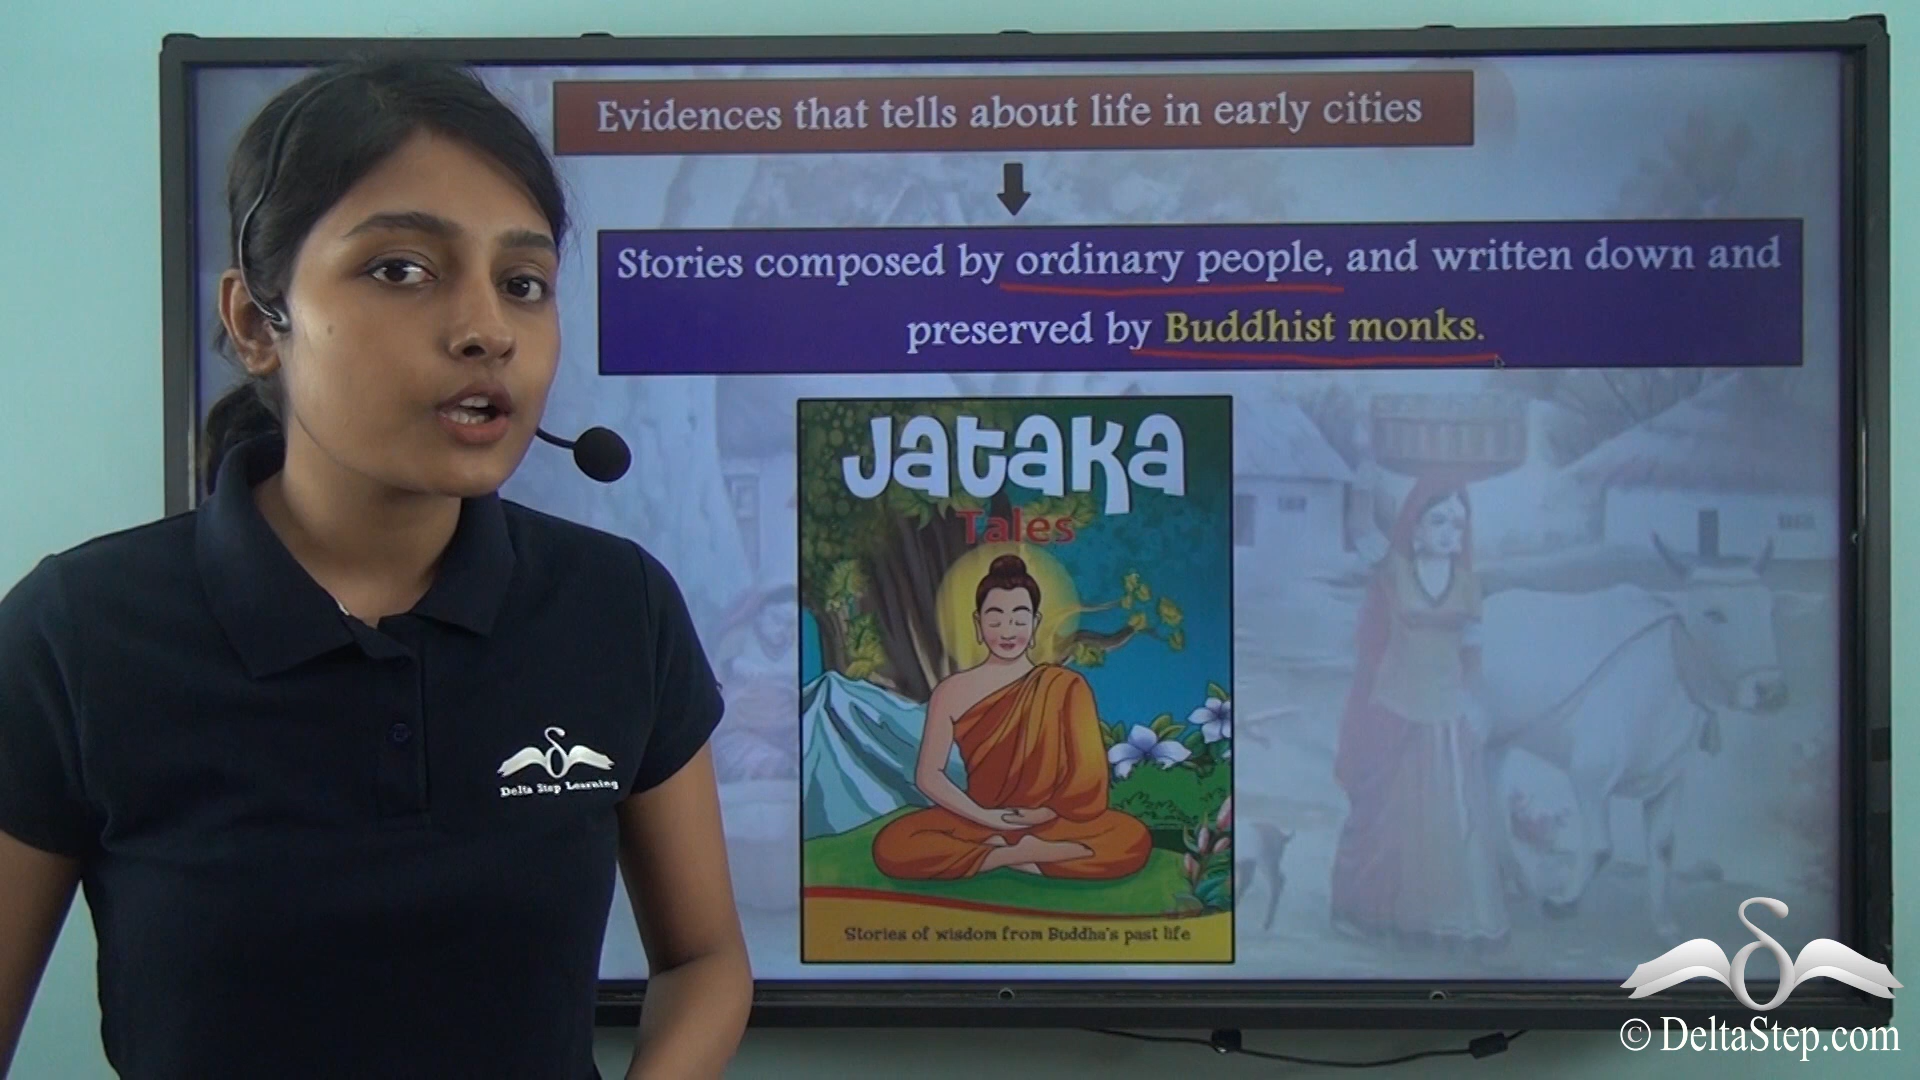 Evidences that tells about life in early cities
Stories composed by ordinary people, and written down and
preserved by Buddhist monks.
JATAKA
Tales
Stories of wisdom from Buddha's past life
Delta Step Learning
© DeltaStep.com